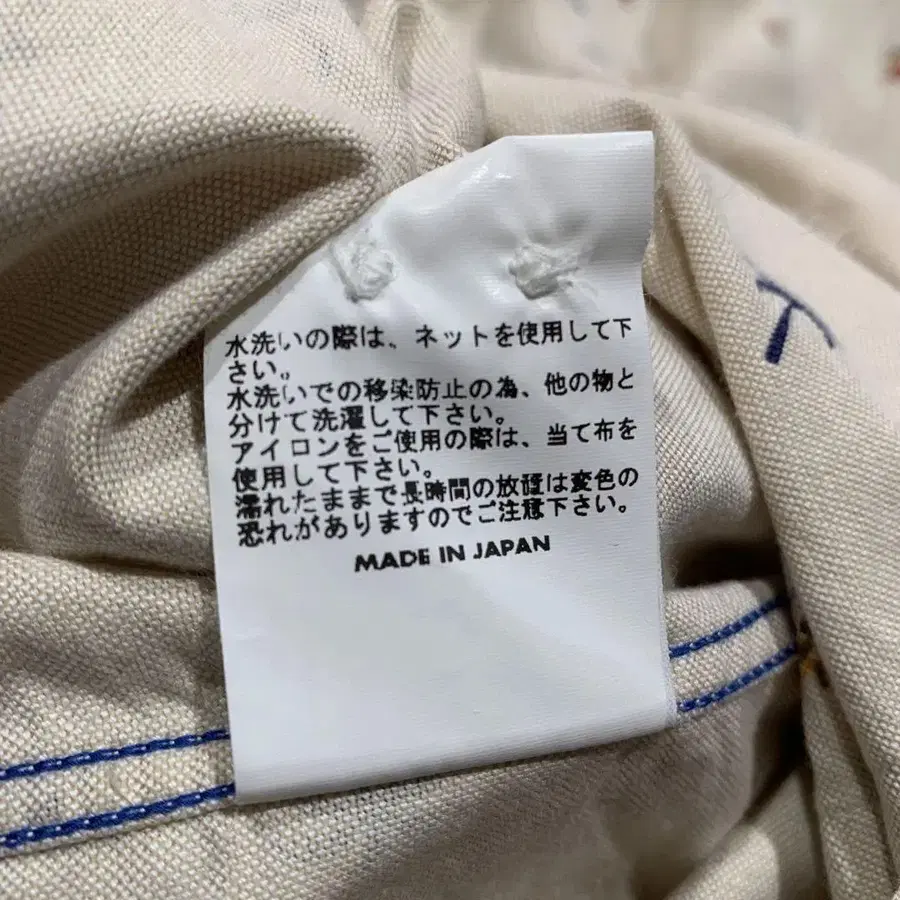 水洗いの際は、ネットを使用して下
さい。
水洗いでの移染防止の為、他の物と
分けて洗濯して下さい。
アイロンをご使用の際は、当て布を
使用して下さい。
濡れたままで長時間の放置は変色の
恐れがありますのでご注意下さい。
MADE IN JAPAN